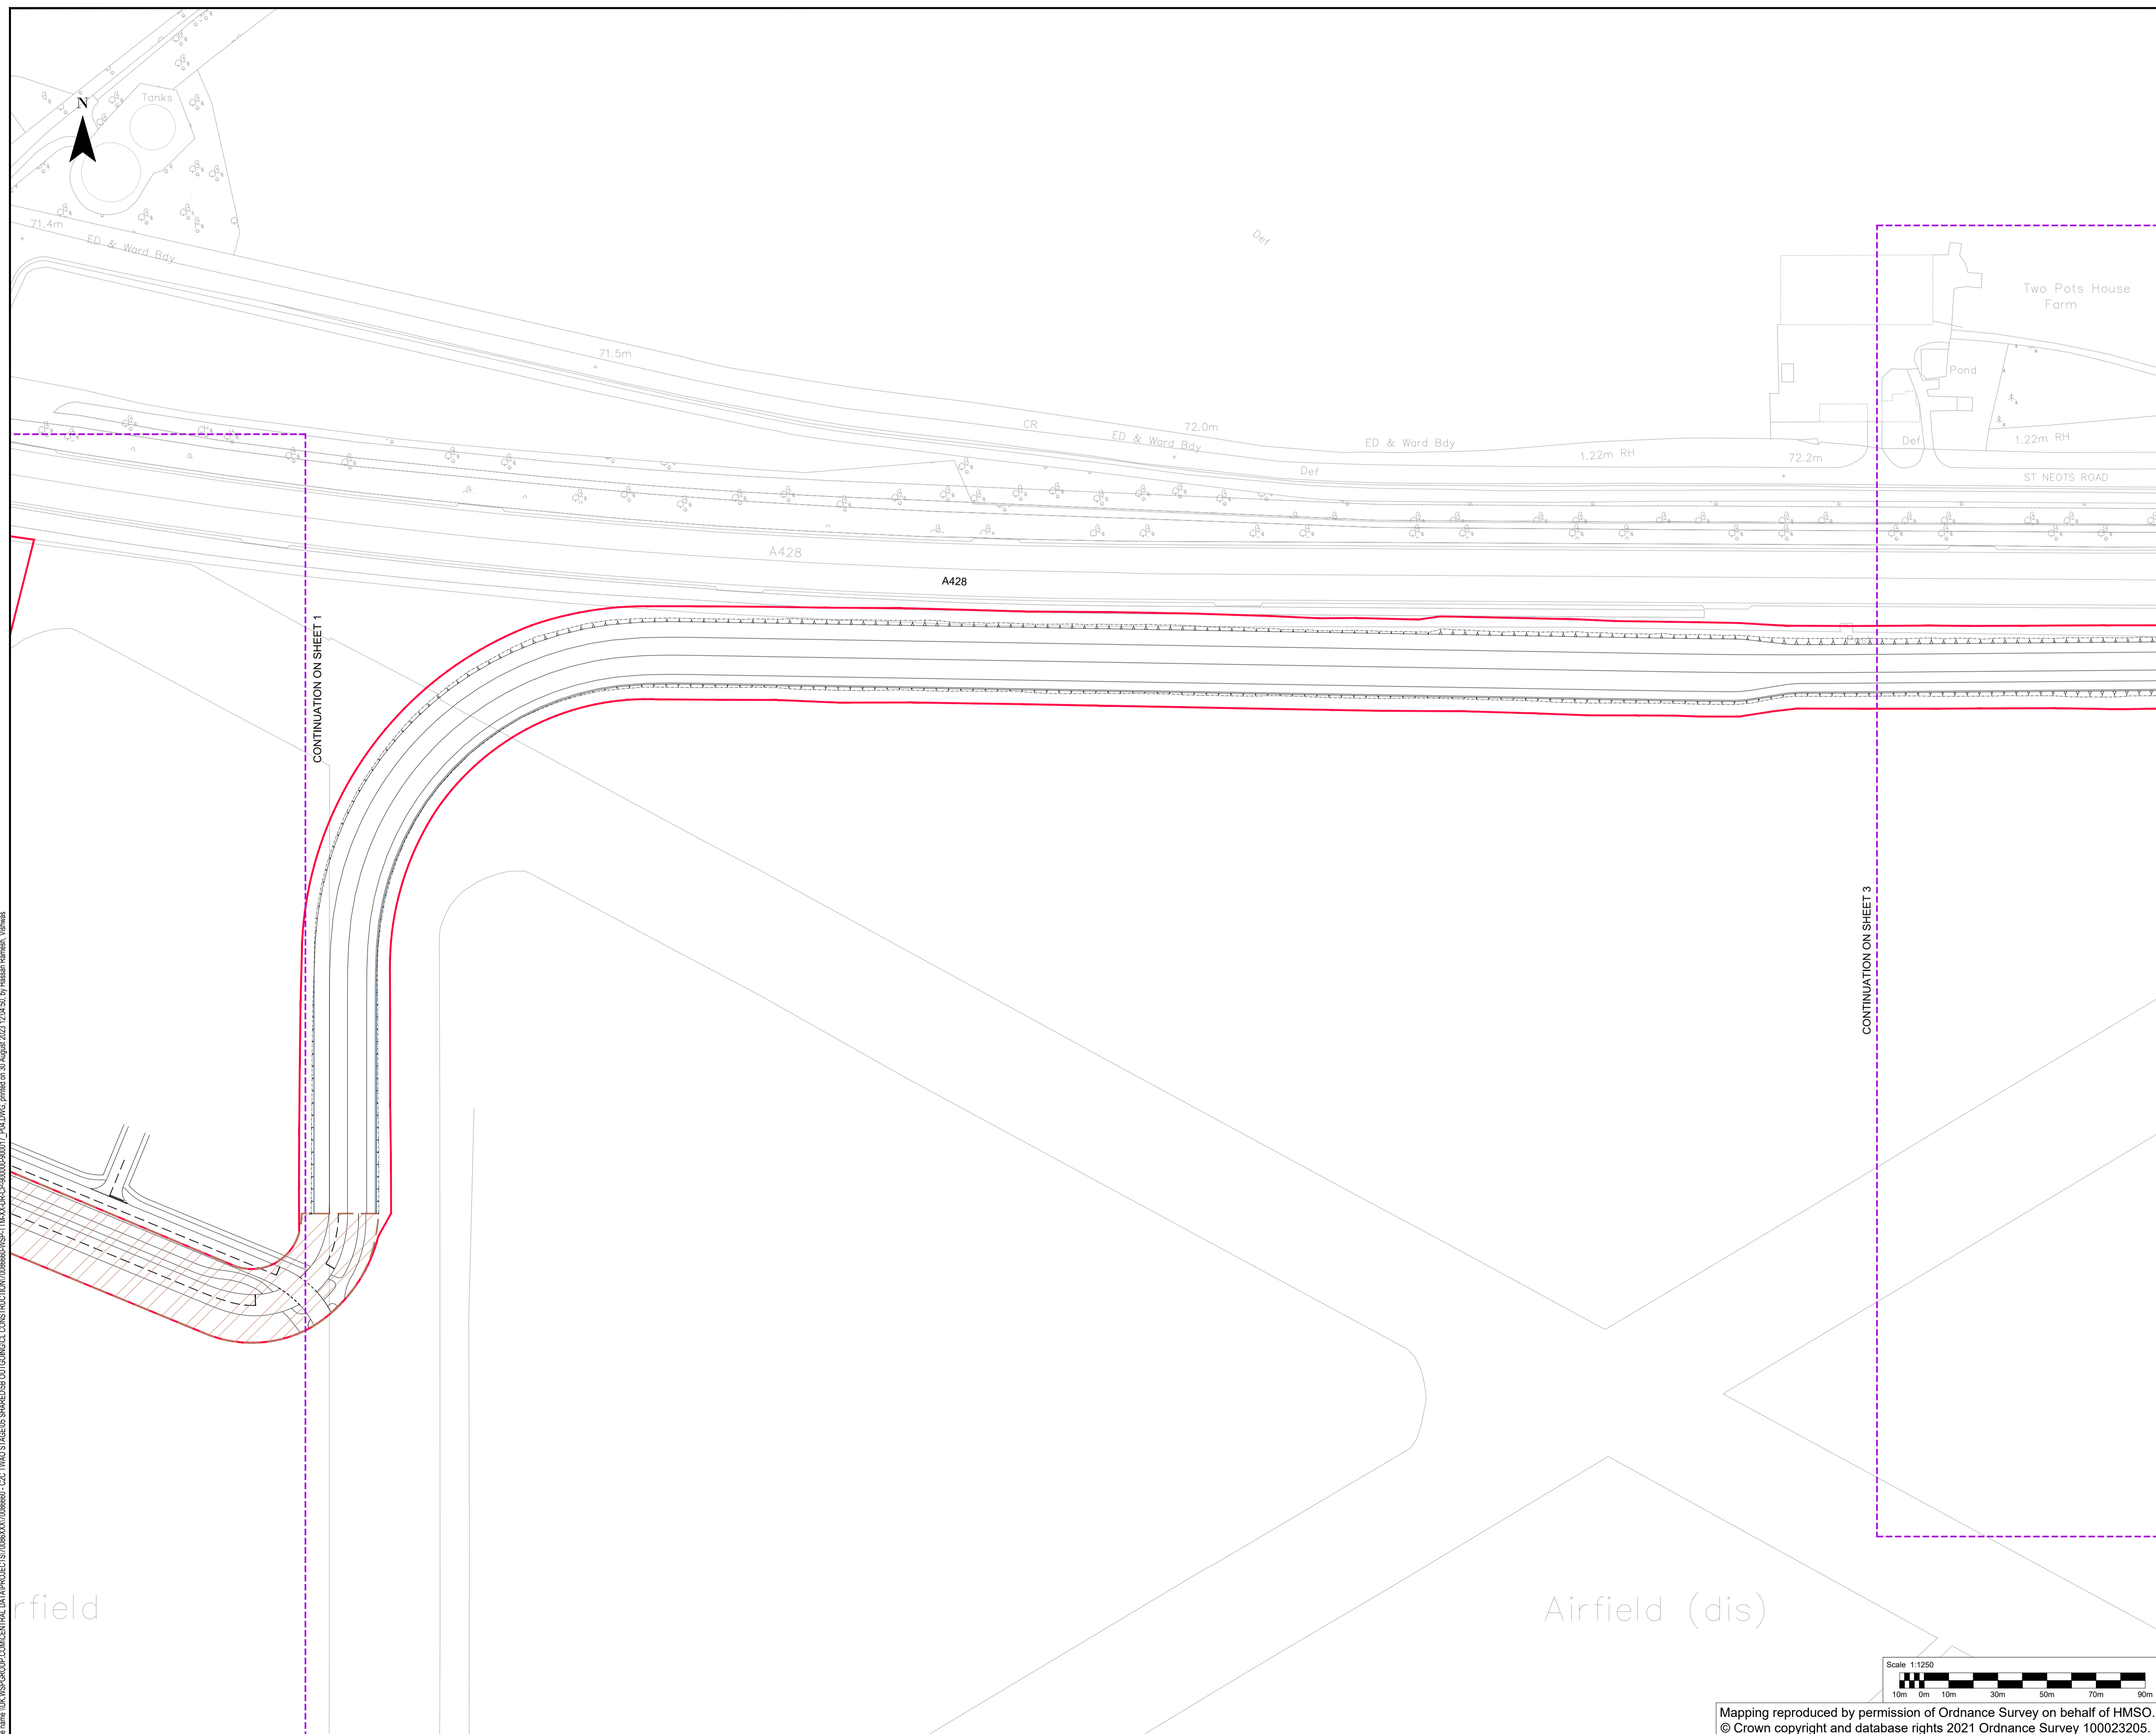 N
Tanks
71.4m
ED & Ward Bdy
71.5m
Def
Two Pots House
Farm
Pond
CR
72.0m
ED & Ward Bdy
ED & Ward Bdy
Def
1.22m RH
72.2m
Def
1.22m RH
ST NEOTS ROAD
A428
A428
CONTINUATION ON SHEET 1
CONTINUATION ON SHEET 3
rfield
Airfield (dis)
Scale 1:1250
10m 0m 10m 30m 50m 70m 90m
Mapping reproduced by permission of Ordnance Survey on behalf of HMSO.
© Crown copyright and database rights 2021 Ordnance Survey 100023205.